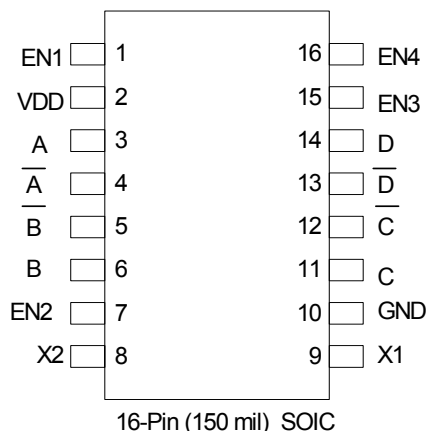 EN1 1 16 EN4
VDD 2 15 EN3
A 3 14 D
A̅ 4 13 D̅
B̅ 5 12 C̅
B 6 11 C
EN2 7 10 GND
X2 8 9 X1
16-Pin (150 mil) SOIC